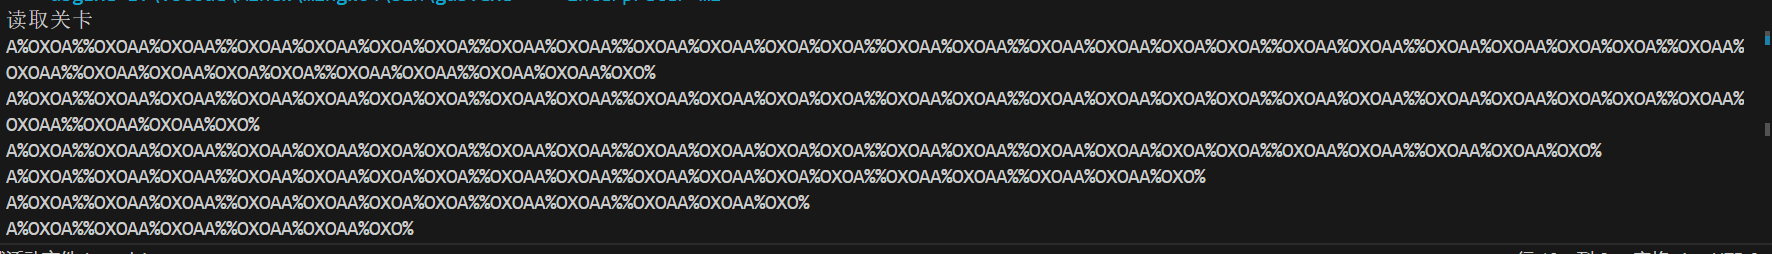 读取关卡
A%OXOA%%OXOAA%OXOAA%%OXOAA%OXOAA%OXOA%OXOA%%OXOAA%OXOAA%%OXOAA%OXOAA%OXOA%OXOA%%OXOAA%OXOAA%%OXOAA%OXOAA%OXOA%OXOA%%OXOAA%OXOAA%%OXOAA%OXOAA%OXOA%OXOA%%OXOAA%
OXOAA%%OXOAA%OXOAA%OXOA%OXOA%%OXOAA%OXOAA%%OXOAA%OXOAA%OXO%
A%OXOA%%OXOAA%OXOAA%%OXOAA%OXOAA%OXOA%OXOA%%OXOAA%OXOAA%%OXOAA%OXOAA%OXOA%OXOA%%OXOAA%OXOAA%%OXOAA%OXOAA%OXOA%OXOA%%OXOAA%OXOAA%%OXOAA%OXOAA%OXOA%OXOA%%OXOAA%
OXOAA%%OXOAA%OXOAA%OXO%
A%OXOA%%OXOAA%OXOAA%%OXOAA%OXOAA%OXOA%OXOA%%OXOAA%OXOAA%%OXOAA%OXOAA%OXOA%OXOA%%OXOAA%OXOAA%%OXOAA%OXOAA%OXOA%OXOA%%OXOAA%OXOAA%%OXOAA%OXOAA%OXO%
A%OXOA%%OXOAA%OXOAA%%OXOAA%OXOAA%OXOA%OXOA%%OXOAA%OXOAA%%OXOAA%OXOAA%OXOA%OXOA%%OXOAA%OXOAA%%OXOAA%OXOAA%OXO%
A%OXOA%%OXOAA%OXOAA%%OXOAA%OXOAA%OXOA%OXOA%%OXOAA%OXOAA%%OXOAA%OXOAA%OXO%
A%OXOA%%OXOAA%OXOAA%%OXOAA%OXOAA%OXO%